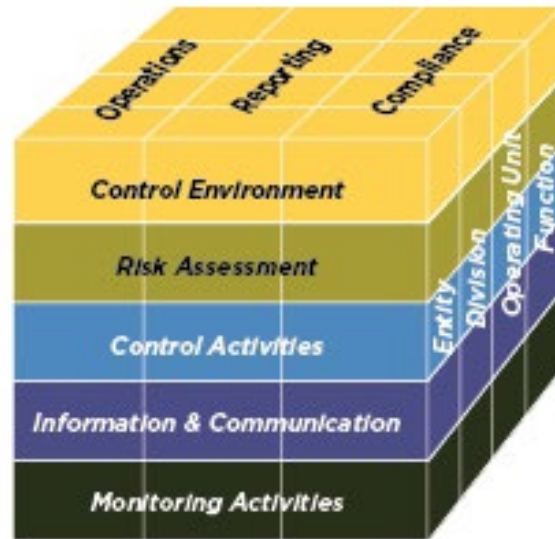 Operations
Reporting
Compliance
Control Environment
Risk Assessment
Control Activities
Information & Communication
Monitoring Activities
Entity
Division
Operating Unit
Function